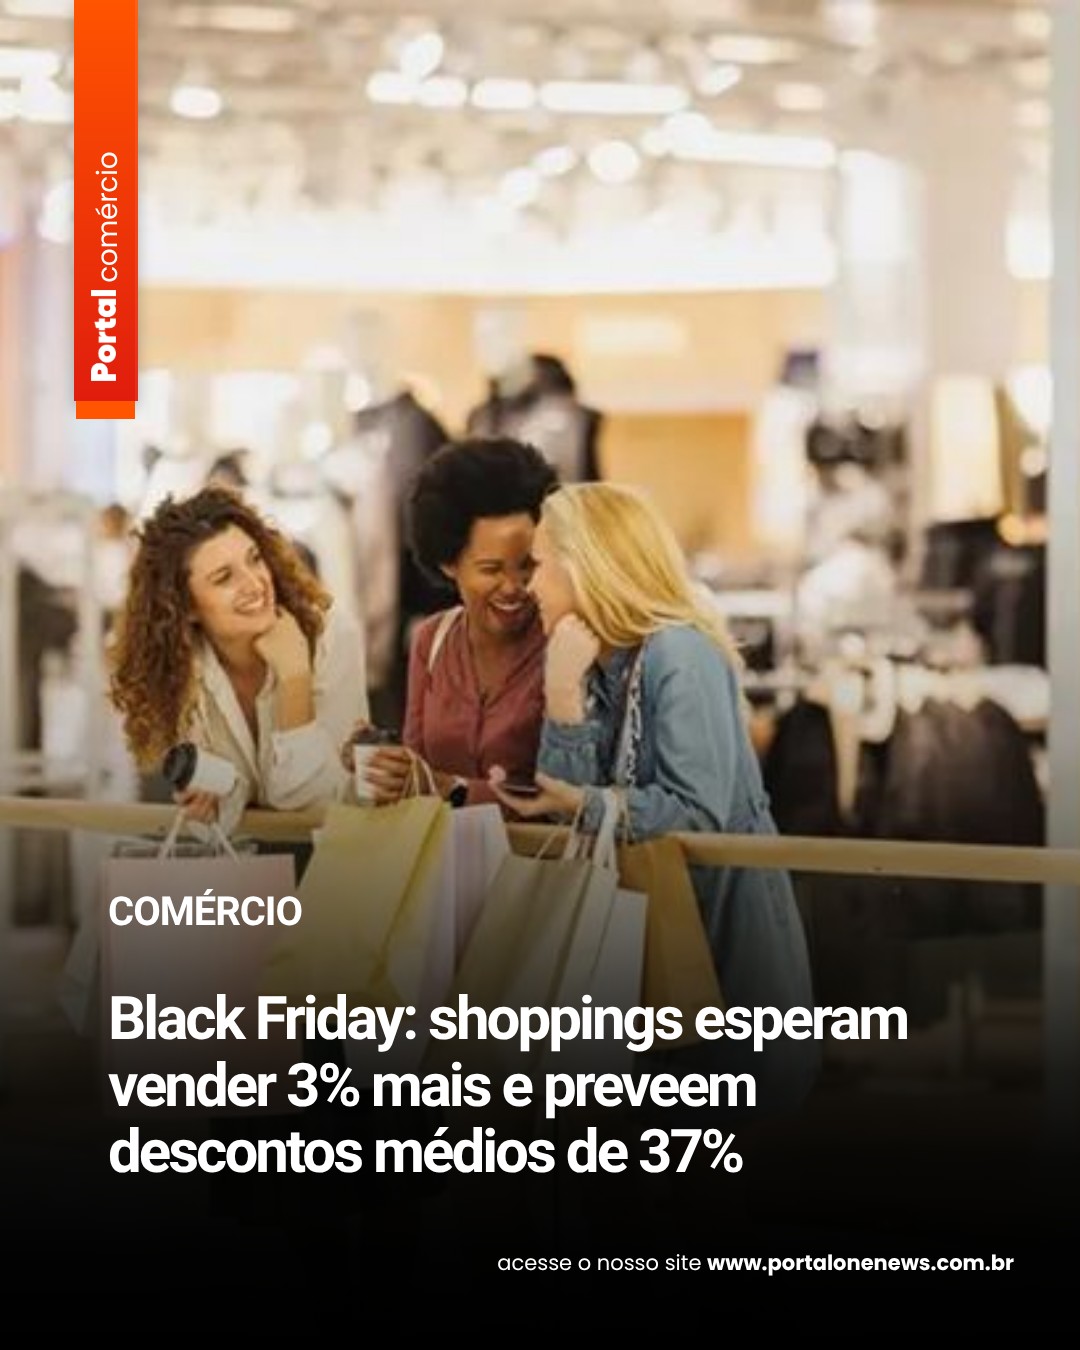 Portal comércio
COMÉRCIO
Black Friday: shoppings esperam
vender 3% mais e preveem
descontos médios de 37%
acesse o nosso site www.portalonenews.com.br